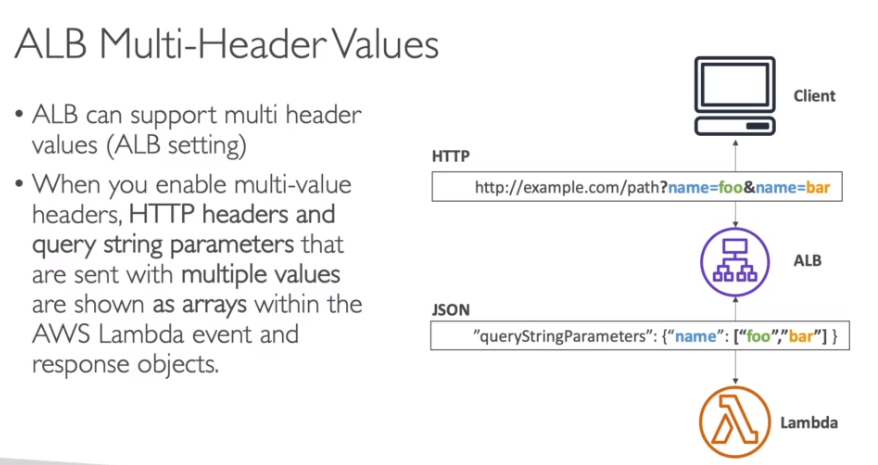 ALB Multi-Header Values
• ALB can support multi header
values (ALB setting)
• When you enable multi-value
headers, HTTP headers and
query string parameters that
are sent with multiple values
are shown as arrays within the
AWS Lambda event and
response objects.
Client
HTTP
http://example.com/path?name=foo&name=bar
ALB
JSON
”queryStringParameters”: {“name”: [“foo”,”bar”] }
Lambda